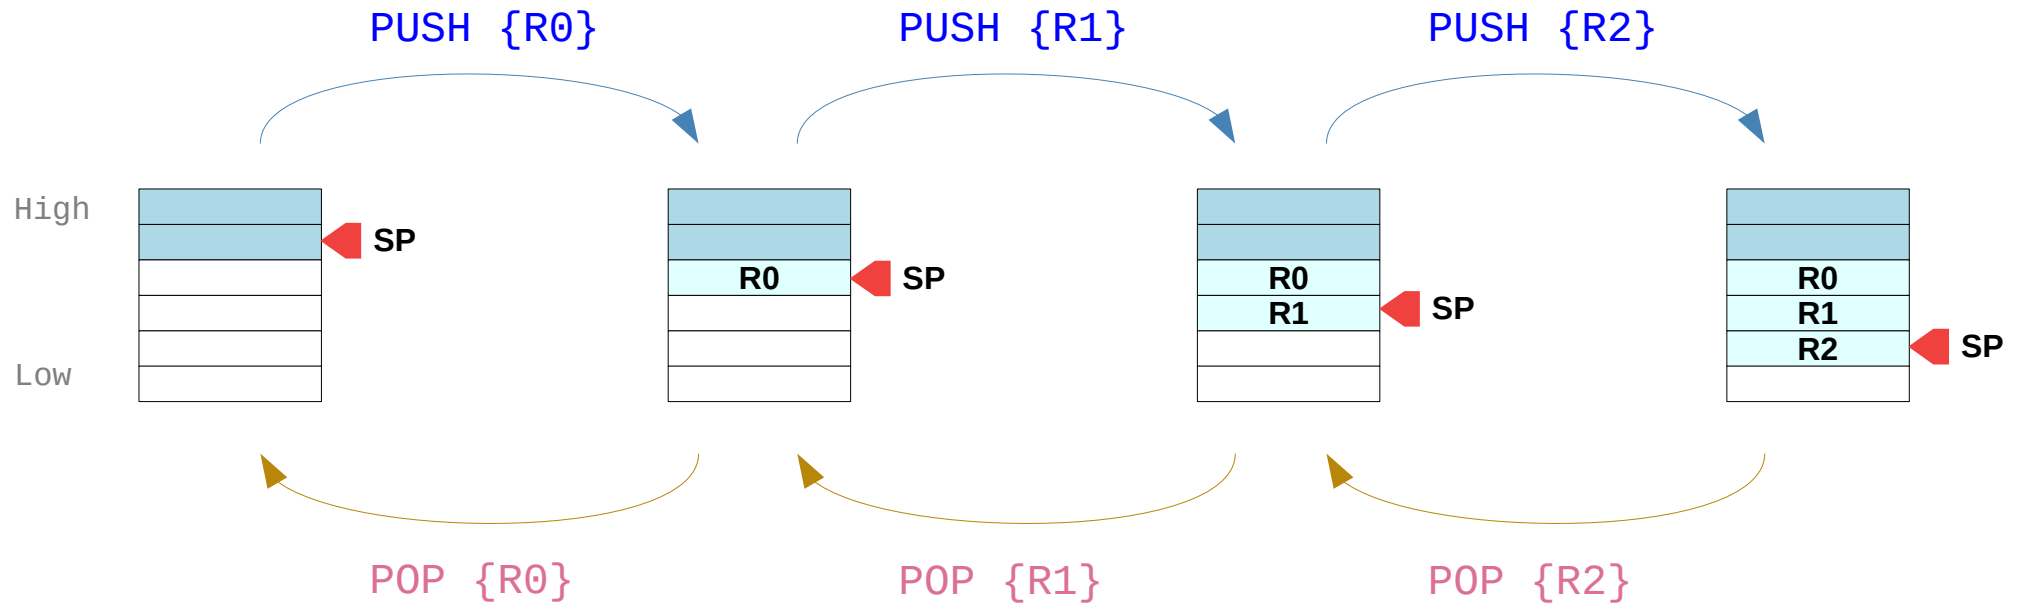 PUSH {R0}
PUSH {R1}
PUSH {R2}
High
SP
R0
SP
R0
R1
SP
R0
R1
R2
SP
Low
POP {R0}
POP {R1}
POP {R2}